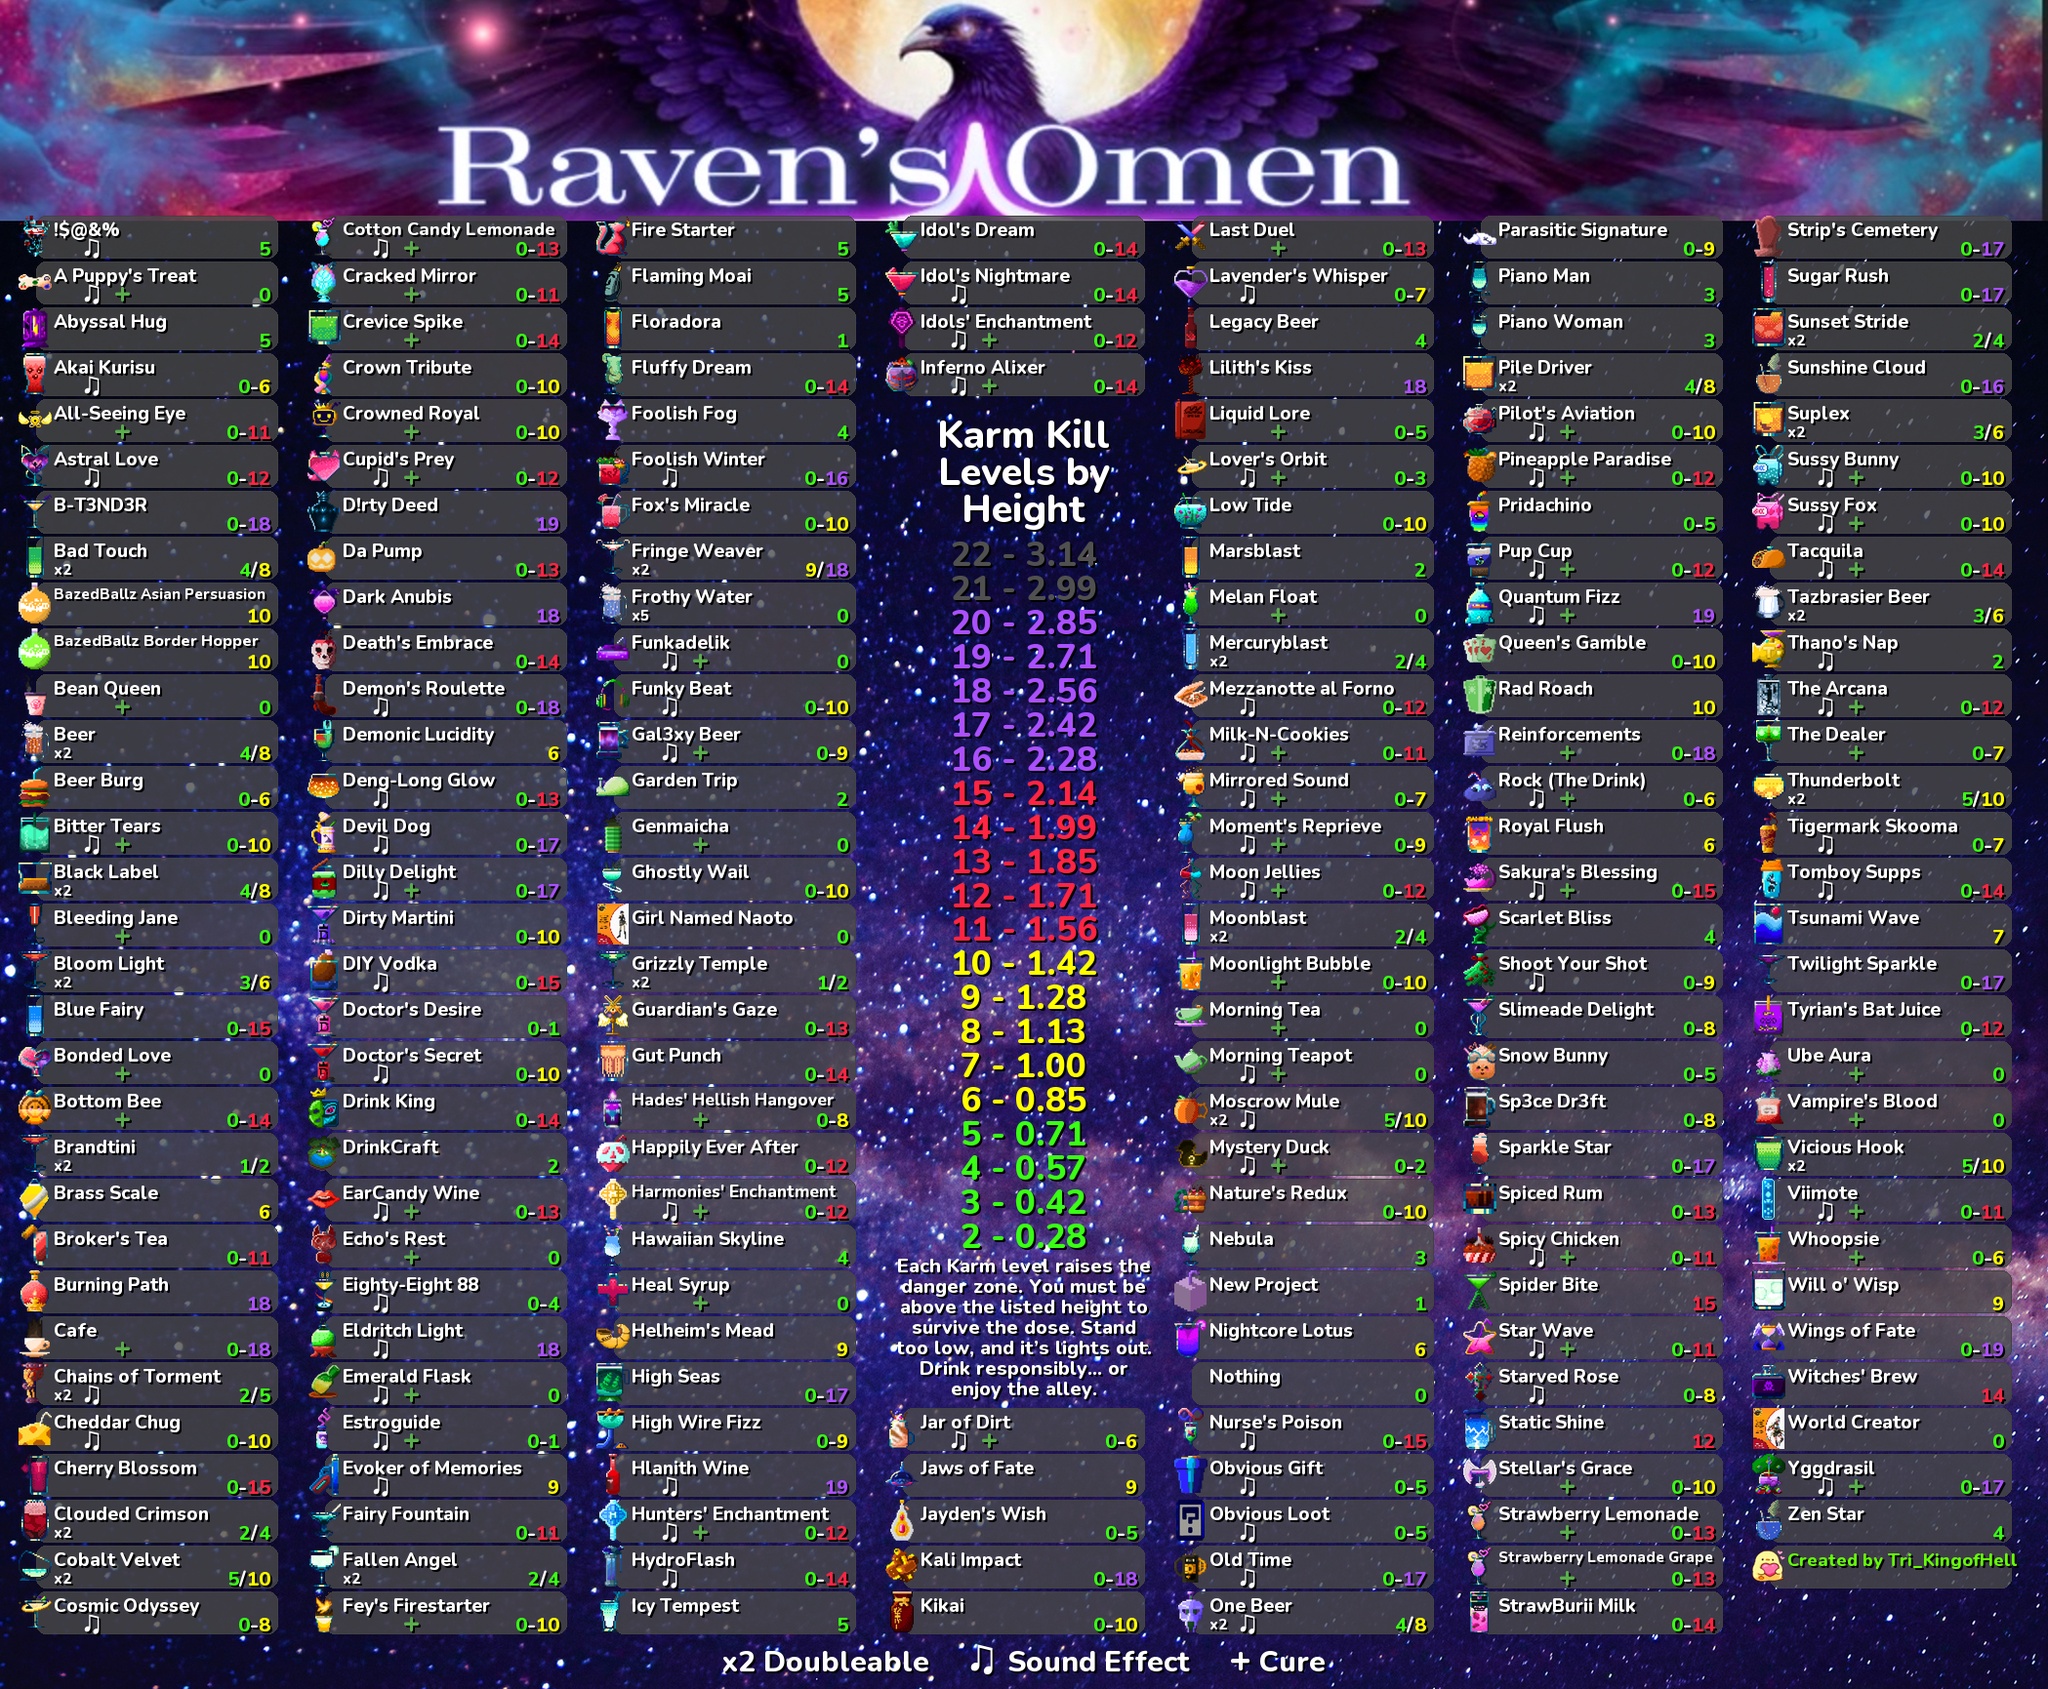 Raven's Omen
!$@&%
♫ 5
A Puppy's Treat
♫ + 0
Abyssal Hug
5
Akai Kurisu
♫ 0-6
All-Seeing Eye
+ 0-11
Astral Love
♫ 0-12
B-T3ND3R
0-18
Bad Touch
x2 4/8
BazedBallz Asian Persuasion
10
BazedBallz Border Hopper
10
Bean Queen
+ 0
Beer
x2 4/8
Beer Burg
0-6
Bitter Tears
♫ + 0-10
Black Label
x2 4/8
Bleeding Jane
+ 0
Bloom Light
x2 3/6
Blue Fairy
0-15
Bonded Love
+ 0
Bottom Bee
+ 0-14
Brandtini
x2 1/2
Brass Scale
6
Broker's Tea
0-11
Burning Path
18
Cafe
+ 0-18
Chains of Torment
x2 ♫ 2/5
Cheddar Chug
♫ 0-10
Cherry Blossom
0-15
Clouded Crimson
x2 2/4
Cobalt Velvet
x2 5/10
Cosmic Odyssey
♫ 0-8
Cotton Candy Lemonade
♫ + 0-13
Cracked Mirror
+ 0-11
Crevice Spike
+ 0-14
Crown Tribute
0-10
Crowned Royal
+ 0-10
Cupid's Prey
♫ + 0-12
D!rty Deed
19
Da Pump
0-13
Dark Anubis
18
Death's Embrace
0-14
Demon's Roulette
♫ 0-18
Demonic Lucidity
6
Deng-Long Glow
♫ 0-13
Devil Dog
♫ 0-17
Dilly Delight
♫ + 0-17
Dirty Martini
0-10
DIY Vodka
♫ 0-15
Doctor's Desire
0-1
Doctor's Secret
♫ 0-10
Drink King
0-14
DrinkCraft
2
EarCandy Wine
♫ + 0-13
Echo's Rest
+ 0
Eighty-Eight 88
♫ 0-4
Eldritch Light
♫ 18
Emerald Flask
♫ + 0
Estroguide
♫ + 0-1
Evoker of Memories
♫ 9
Fairy Fountain
0-11
Fallen Angel
x2 2/4
Fey's Firestarter
+ 0-10
Fire Starter
5
Flaming Moai
5
Floradora
1
Fluffy Dream
0-14
Foolish Fog
4
Foolish Winter
♫ 0-16
Fox's Miracle
0-10
Fringe Weaver
x2 9/18
Frothy Water
x5 0
Funkadelik
♫ + 0
Funky Beat
♫ 0-10
Gal3xy Beer
♫ + 0-9
Garden Trip
2
Genmaicha
+ 0
Ghostly Wail
0-10
Girl Named Naoto
0
Grizzly Temple
x2 1/2
Guardian's Gaze
0-13
Gut Punch
0-14
Hades' Hellish Hangover
+ 0-8
Happily Ever After
0-12
Harmonies' Enchantment
♫ + 0-12
Hawaiian Skyline
4
Heal Syrup
+ 0
Helheim's Mead
9
High Seas
0-17
High Wire Fizz
0-9
Hlanith Wine
♫ 19
Hunters' Enchantment
♫ + 0-12
HydroFlash
♫ 0-14
Icy Tempest
5
Idol's Dream
0-14
Idol's Nightmare
♫ 0-14
Idols' Enchantment
♫ + 0-12
Inferno Alixer
♫ + 0-14
Karm Kill
Levels by
Height
22 - 3.14
21 - 2.99
20 - 2.85
19 - 2.71
18 - 2.56
17 - 2.42
16 - 2.28
15 - 2.14
14 - 1.99
13 - 1.85
12 - 1.71
11 - 1.56
10 - 1.42
9 - 1.28
8 - 1.13
7 - 1.00
6 - 0.85
5 - 0.71
4 - 0.57
3 - 0.42
2 - 0.28
Each Karm level raises the
danger zone. You must be
above the listed height to
survive the dose. Stand
too low, and it's lights out.
Drink responsibly... or
enjoy the alley.
Jar of Dirt
♫ + 0-6
Jaws of Fate
9
Jayden's Wish
0-5
Kali Impact
0-18
Kikai
0-10
Last Duel
+ 0-13
Lavender's Whisper
♫ 0-7
Legacy Beer
4
Lilith's Kiss
18
Liquid Lore
+ 0-5
Lover's Orbit
♫ + 0-3
Low Tide
0-10
Marsblast
2
Melan Float
+ 0
Mercuryblast
x2 2/4
Mezzanotte al Forno
♫ 0-12
Milk-N-Cookies
♫ + 0-11
Mirrored Sound
♫ + 0-7
Moment's Reprieve
♫ + 0-9
Moon Jellies
♫ + 0-12
Moonblast
x2 2/4
Moonlight Bubble
+ 0-10
Morning Tea
+ 0
Morning Teapot
♫ + 0
Moscrow Mule
x2 ♫ 5/10
Mystery Duck
♫ + 0-2
Nature's Redux
0-10
Nebula
3
New Project
1
Nightcore Lotus
6
Nothing
0
Nurse's Poison
♫ 0-15
Obvious Gift
♫ 0-5
Obvious Loot
♫ 0-5
Old Time
♫ 0-17
One Beer
x2 ♫ 4/8
Parasitic Signature
0-9
Piano Man
3
Piano Woman
3
Pile Driver
x2 4/8
Pilot's Aviation
♫ + 0-10
Pineapple Paradise
♫ + 0-12
Pridachino
0-5
Pup Cup
♫ + 0-12
Quantum Fizz
♫ + 19
Queen's Gamble
0-10
Rad Roach
10
Reinforcements
+ 0-18
Rock (The Drink)
♫ + 0-6
Royal Flush
6
Sakura's Blessing
♫ + 0-15
Scarlet Bliss
4
Shoot Your Shot
♫ 0-9
Slimeade Delight
0-8
Snow Bunny
0-5
Sp3ce Dr3ft
0-8
Sparkle Star
0-17
Spiced Rum
0-13
Spicy Chicken
♫ + 0-11
Spider Bite
15
Star Wave
♫ + 0-11
Starved Rose
♫ 0-8
Static Shine
12
Stellar's Grace
+ 0-10
Strawberry Lemonade
+ 0-13
Strawberry Lemonade Grape
+ 0-13
StrawBurii Milk
0-14
Strip's Cemetery
0-17
Sugar Rush
0-17
Sunset Stride
x2 2/4
Sunshine Cloud
0-16
Suplex
x2 3/6
Sussy Bunny
♫ + 0-10
Sussy Fox
♫ + 0-10
Tacquila
♫ + 0-14
Tazbrasier Beer
x2 3/6
Thano's Nap
♫ 2
The Arcana
♫ + 0-12
The Dealer
+ 0-7
Thunderbolt
x2 5/10
Tigermark Skooma
♫ 0-7
Tomboy Supps
♫ 0-14
Tsunami Wave
7
Twilight Sparkle
0-17
Tyrian's Bat Juice
0-12
Ube Aura
+ 0
Vampire's Blood
+ 0
Vicious Hook
x2 5/10
Viimote
♫ + 0-11
Whoopsie
+ 0-6
Will o' Wisp
9
Wings of Fate
0-19
Witches' Brew
14
World Creator
0
Yggdrasil
♫ + 0-17
Zen Star
4
Created by Tri_KingofHell
x2 Doubleable ♫ Sound Effect + Cure